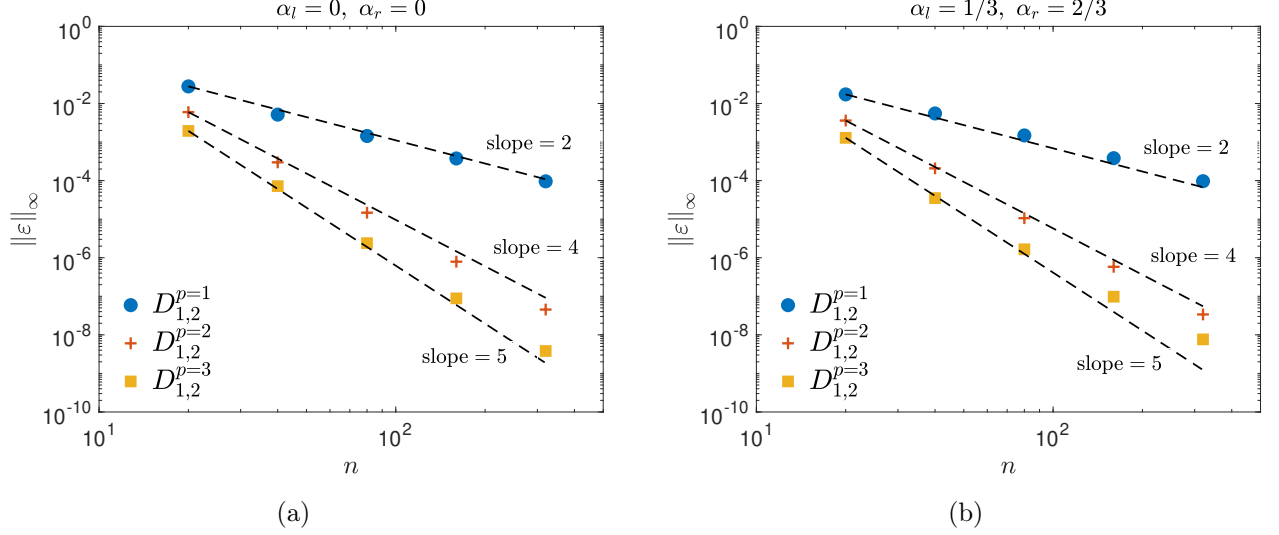 α_l = 0, α_r = 0
10^0
10^-2
10^-4
10^-6
10^-8
10^-10
‖ε‖_∞
slope = 2
slope = 4
slope = 5
D_{1,2}^{p=1}
D_{1,2}^{p=2}
D_{1,2}^{p=3}
10^1
10^2
n
(a)
α_l = 1/3, α_r = 2/3
10^0
10^-2
10^-4
10^-6
10^-8
10^-10
‖ε‖_∞
slope = 2
slope = 4
slope = 5
D_{1,2}^{p=1}
D_{1,2}^{p=2}
D_{1,2}^{p=3}
10^1
10^2
n
(b)